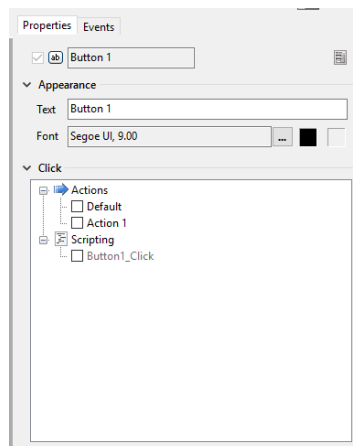 Properties Events
ab Button 1
Appearance
Text Button 1
Font Segoe UI, 9.00 ...
Click
Actions
Default
Action 1
Scripting
Button1_Click